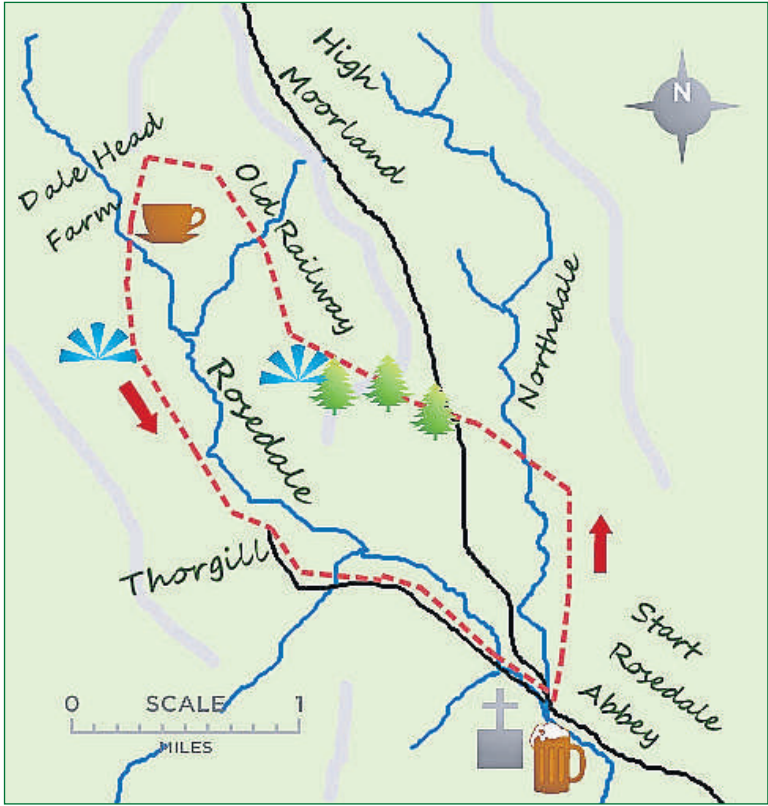 High
Moorland
N
Dale Head
Farm
Old Railway
Northdale
Rosedale
Thorgill
Start
Rosedale
Abbey
0 SCALE 1
MILES